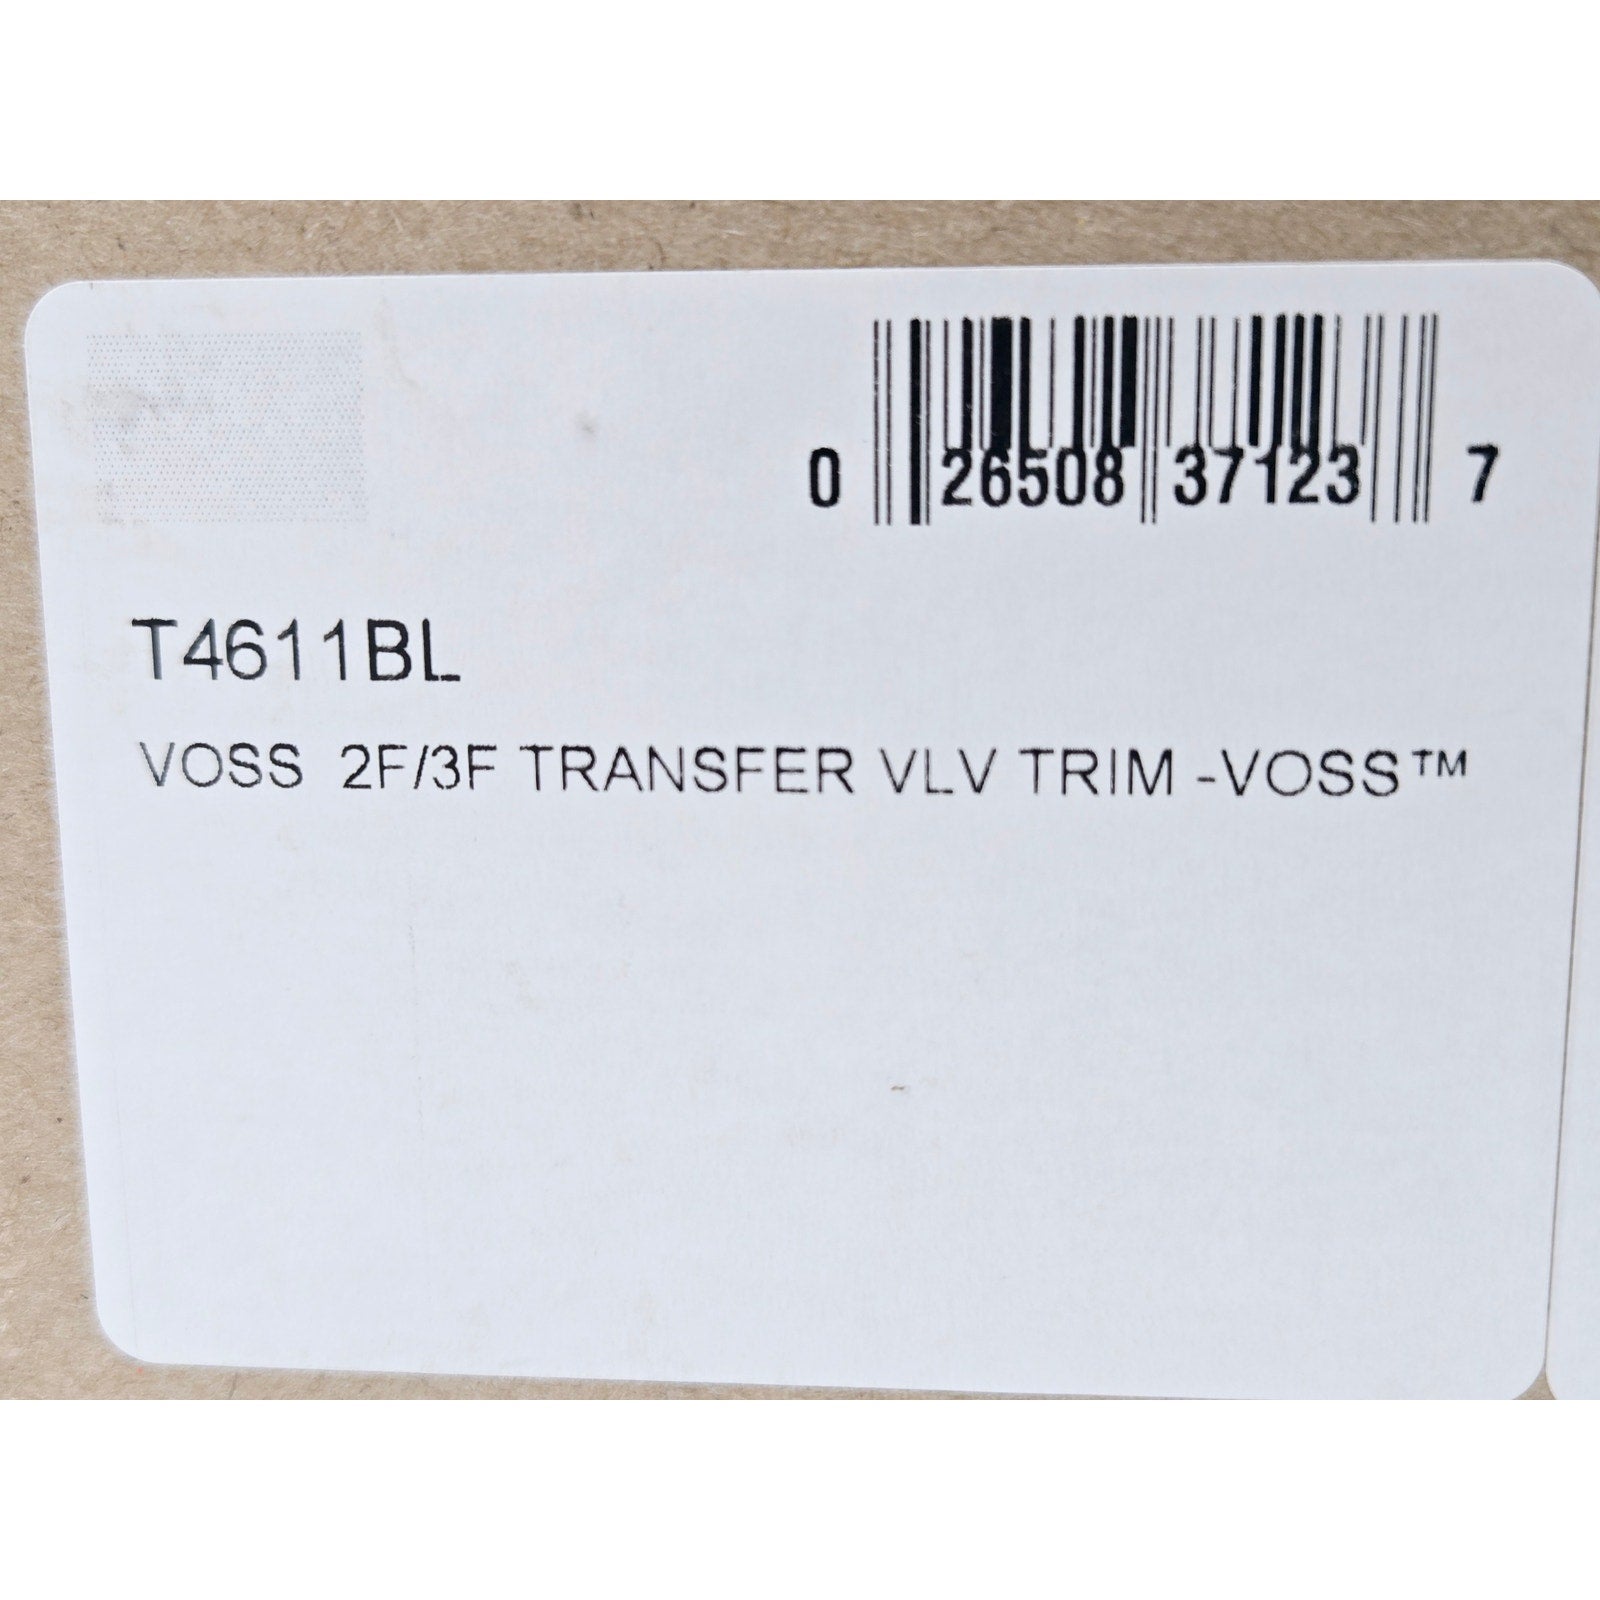 0 26508 37123 7
T4611BL
VOSS 2F/3F TRANSFER VLV TRIM -VOSS™